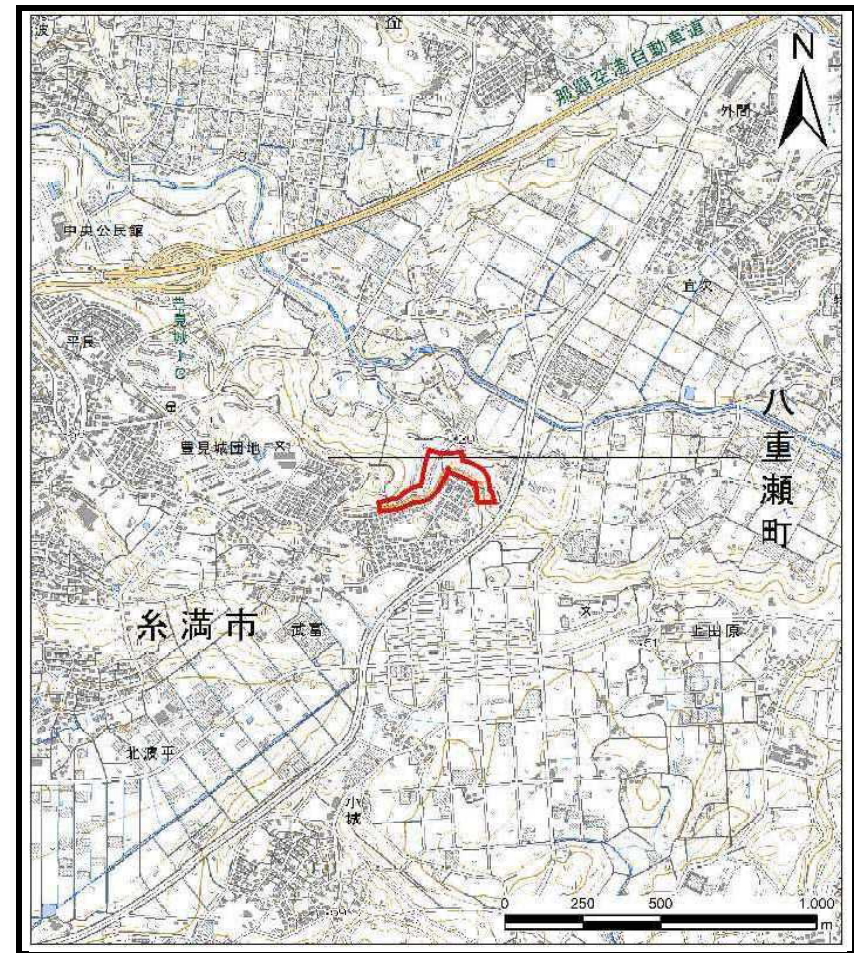 那覇空港自動車道
N
外間
中央公民館
宜次
豊見城IC
平良
八重瀬町
豊見城団地
文
糸満市
武富
文
上田原
北波平
小城
0 250 500 1,000
m